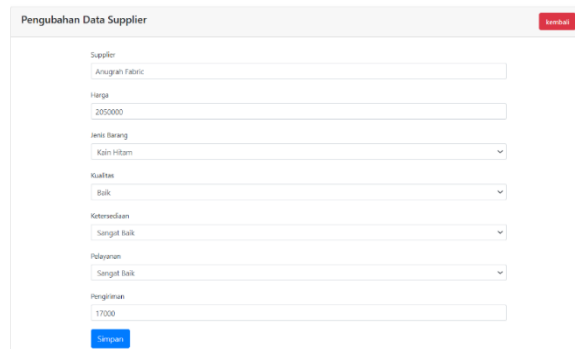 Pengubahan Data Supplier
kembali
Supplier
Anugrah Fabric
Harga
2050000
Jenis Barang
Kain Hitam
Kualitas
Baik
Ketersediaan
Sangat Baik
Pelayanan
Sangat Baik
Pengiriman
17000
Simpan